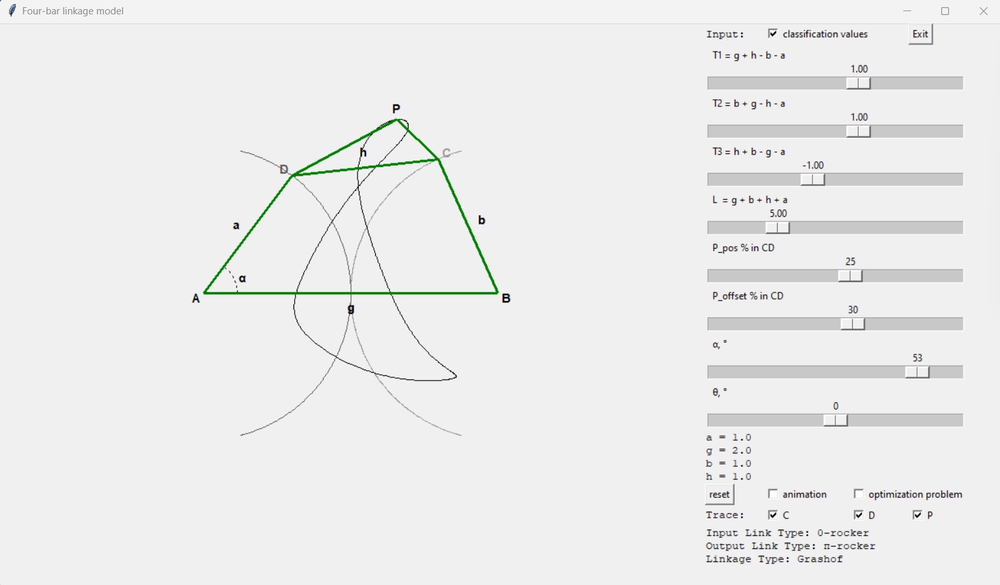 Four-bar linkage model
Input: classification values Exit
T1 = g + h - b - a
1.00
T2 = b + g - h - a
1.00
T3 = h + b - g - a
-1.00
L = g + b + h + a
5.00
P_pos % in CD
25
P_offset % in CD
30
α, °
53
θ, °
0
a = 1.0
g = 2.0
b = 1.0
h = 1.0
reset animation optimization problem
Trace: C D P
Input Link Type: 0-rocker
Output Link Type: π-rocker
Linkage Type: Grashof
P
h
C
D
a
b
α
A
B
g